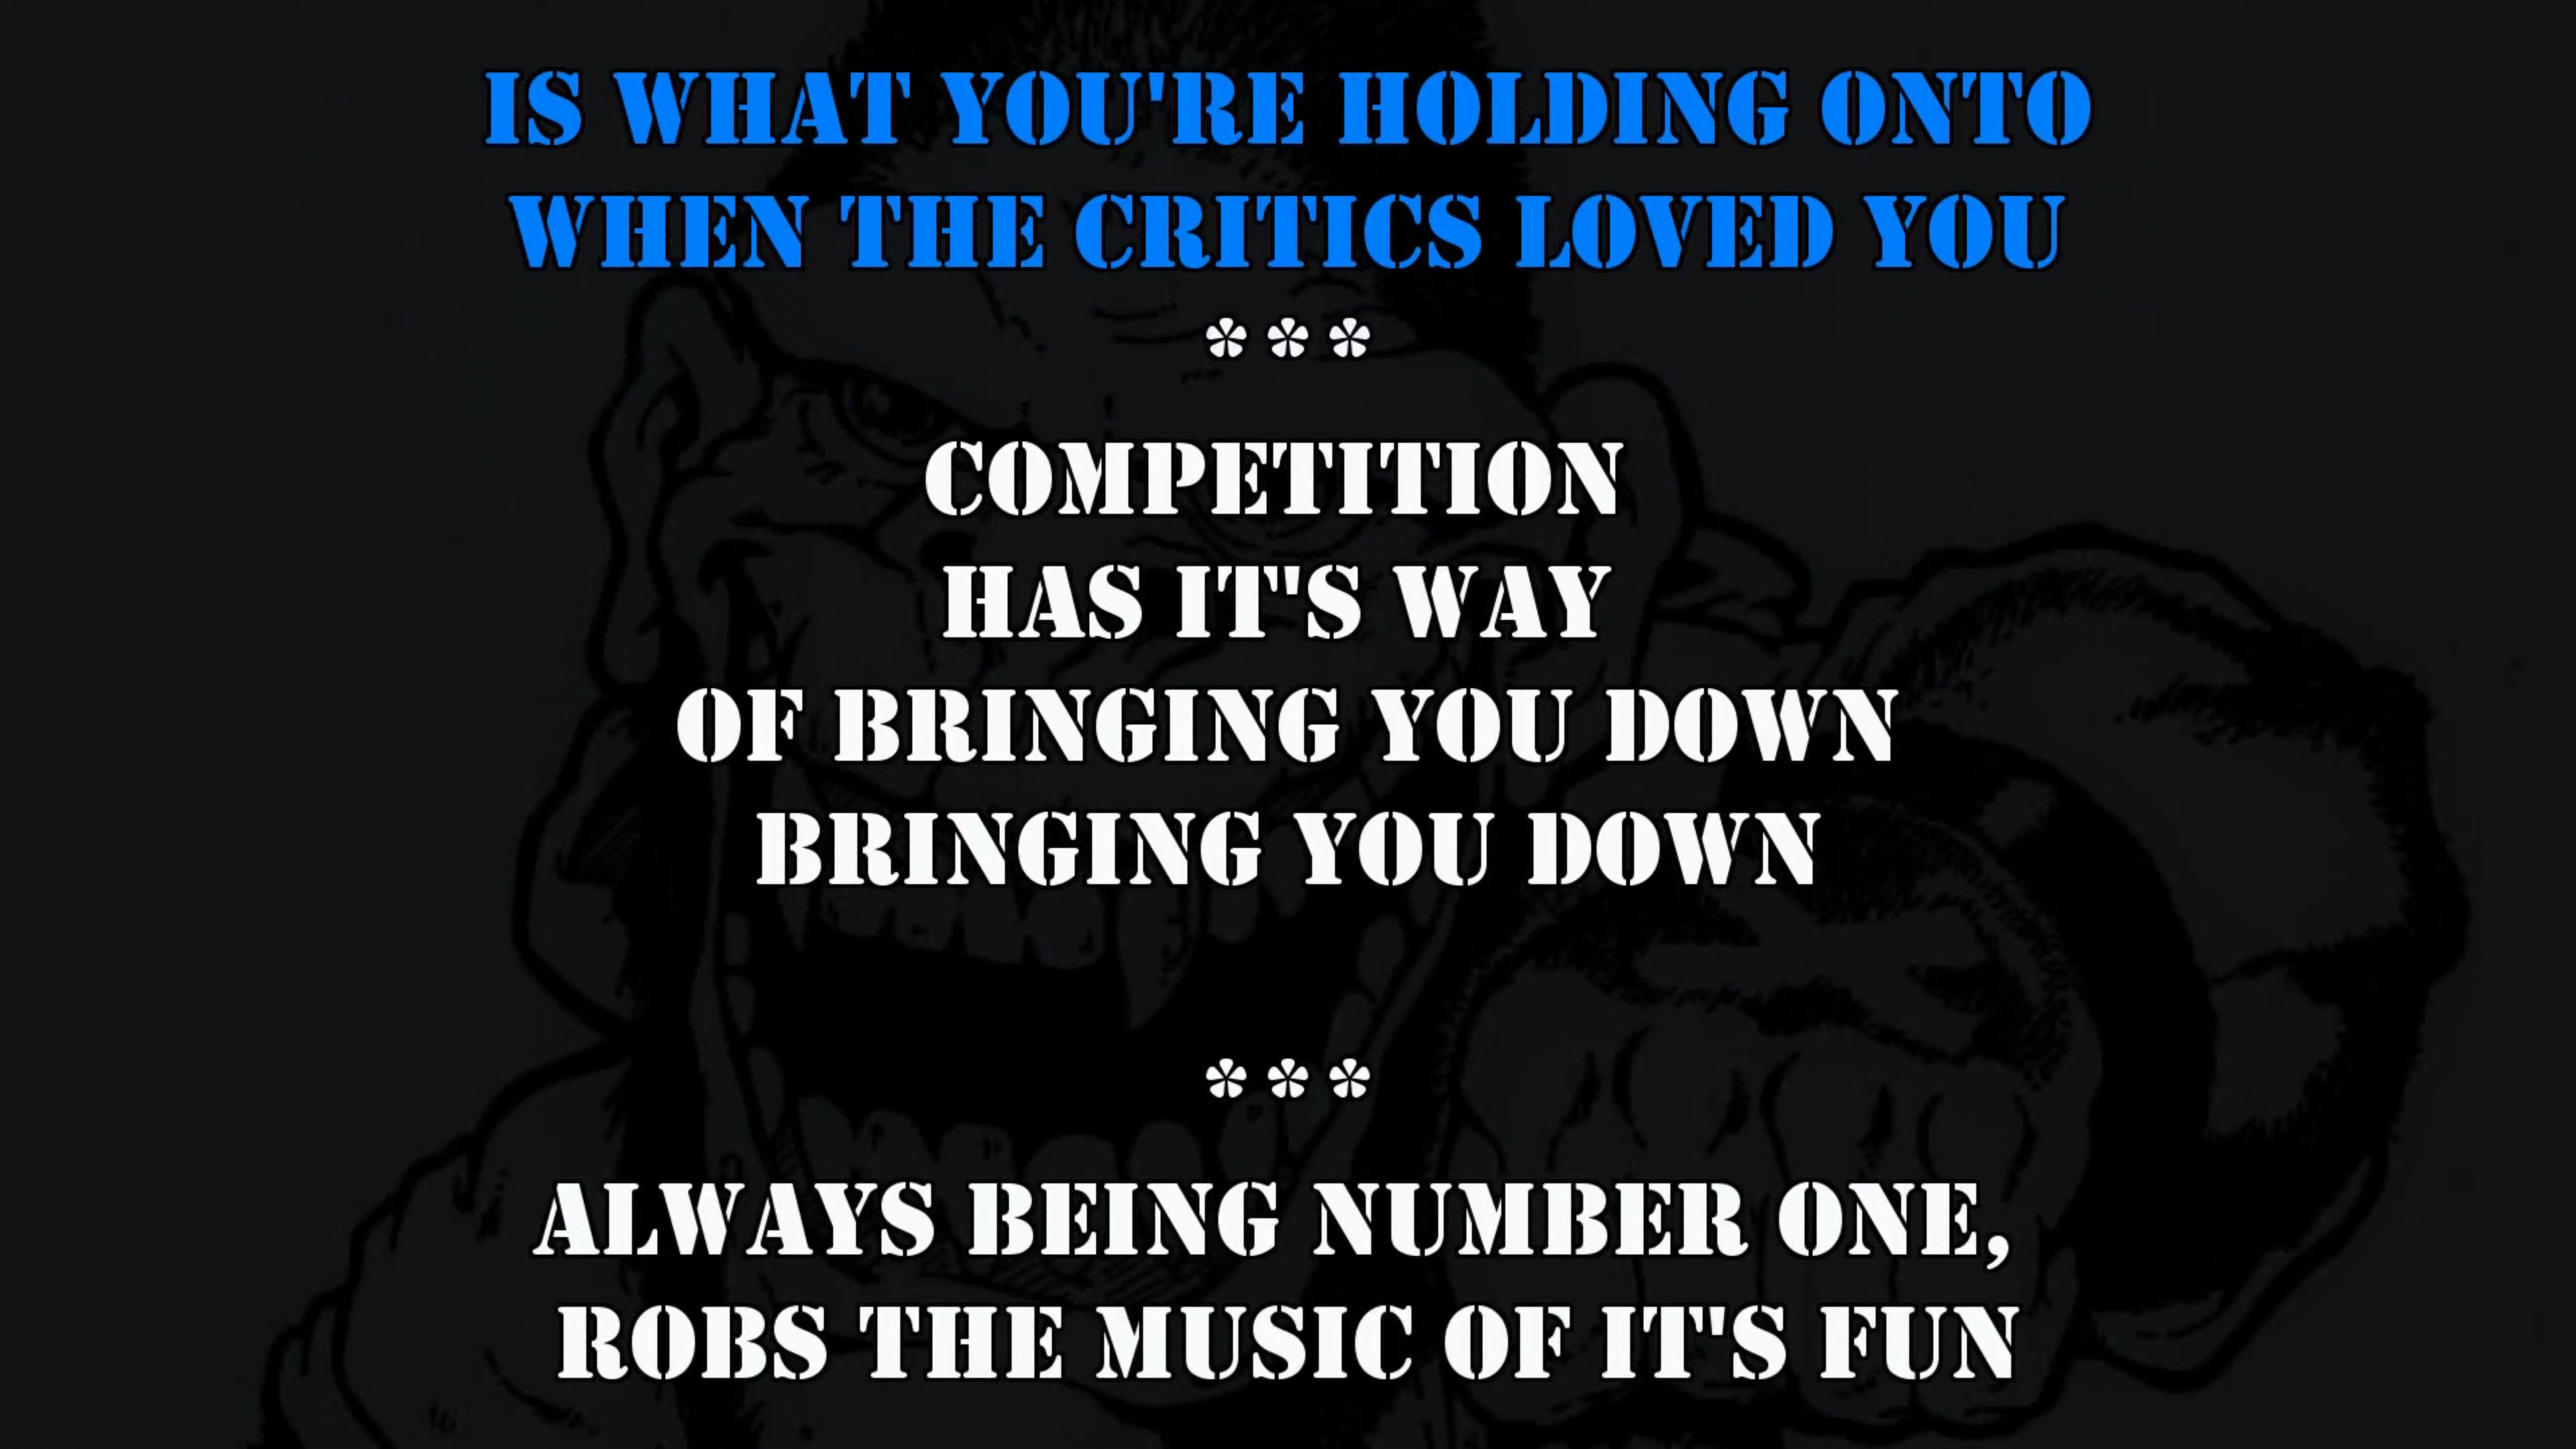 IS WHAT YOU'RE HOLDING ONTO
WHEN THE CRITICS LOVED YOU
* * *
COMPETITION
HAS IT'S WAY
OF BRINGING YOU DOWN
BRINGING YOU DOWN
* * *
ALWAYS BEING NUMBER ONE,
ROBS THE MUSIC OF IT'S FUN